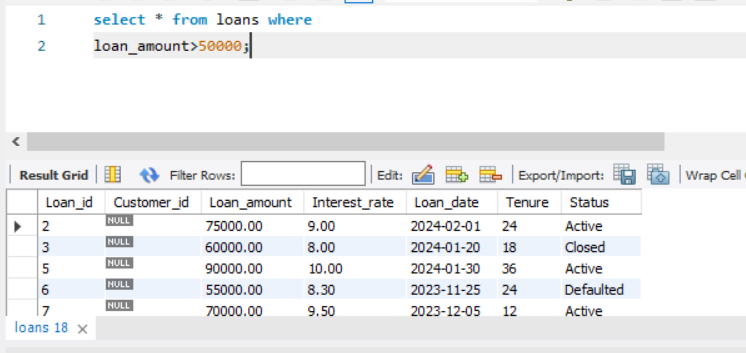 1 select * from loans where
2 loan_amount>50000;
Result Grid Filter Rows: Edit: Export/Import: Wrap Cell
Loan_id Customer_id Loan_amount Interest_rate Loan_date Tenure Status
2 NULL 75000.00 9.00 2024-02-01 24 Active
3 NULL 60000.00 8.00 2024-01-20 18 Closed
5 NULL 90000.00 10.00 2024-01-30 36 Active
6 NULL 55000.00 8.30 2023-11-25 24 Defaulted
7 NULL 70000.00 9.50 2023-12-05 12 Active
loans 18